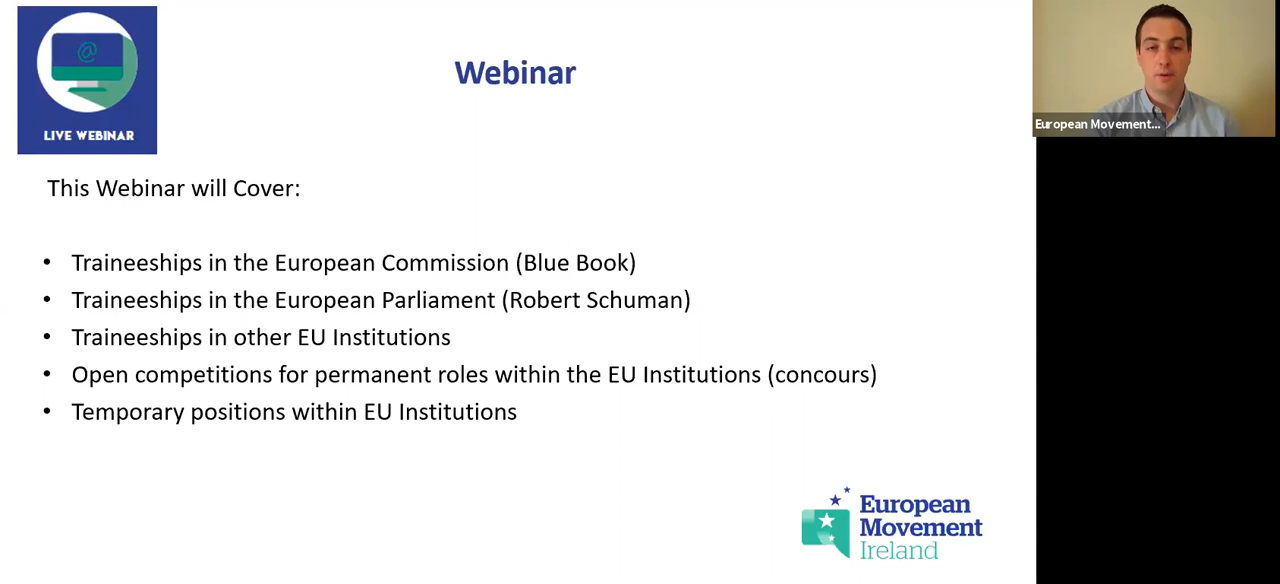 @
LIVE WEBINAR
Webinar
European Movement...
This Webinar will Cover:
• Traineeships in the European Commission (Blue Book)
• Traineeships in the European Parliament (Robert Schuman)
• Traineeships in other EU Institutions
• Open competitions for permanent roles within the EU Institutions (concours)
• Temporary positions within EU Institutions
European
Movement
Ireland